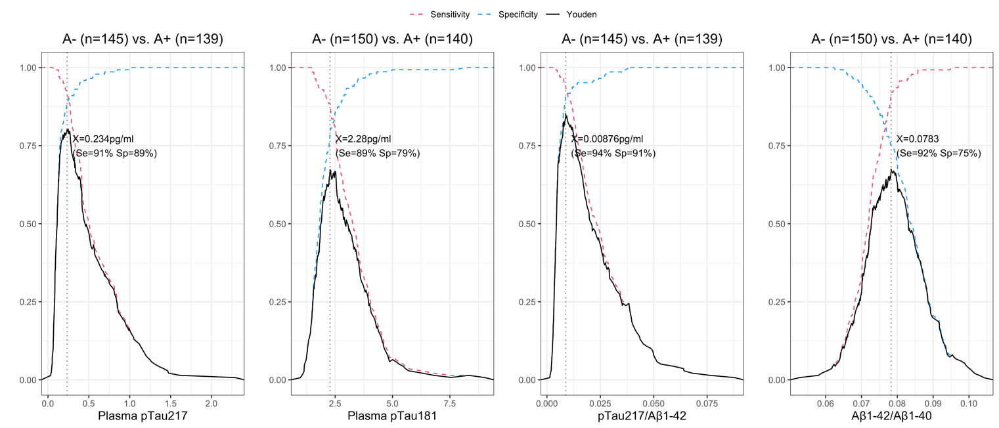 Sensitivity Specificity Youden
A- (n=145) vs. A+ (n=139)
1.00
0.75
0.50
0.25
0.00
X=0.234pg/ml
(Se=91% Sp=89%)
0.0 0.5 1.0 1.5 2.0
Plasma pTau217
A- (n=150) vs. A+ (n=140)
1.00
0.75
0.50
0.25
0.00
X=2.28pg/ml
(Se=89% Sp=79%)
2.5 5.0 7.5
Plasma pTau181
A- (n=145) vs. A+ (n=139)
1.00
0.75
0.50
0.25
0.00
X=0.00876pg/ml
(Se=94% Sp=91%)
0.000 0.025 0.050 0.075
pTau217/Aβ1-42
A- (n=150) vs. A+ (n=140)
1.00
0.75
0.50
0.25
0.00
X=0.0783
(Se=92% Sp=75%)
0.06 0.07 0.08 0.09 0.10
Aβ1-42/Aβ1-40